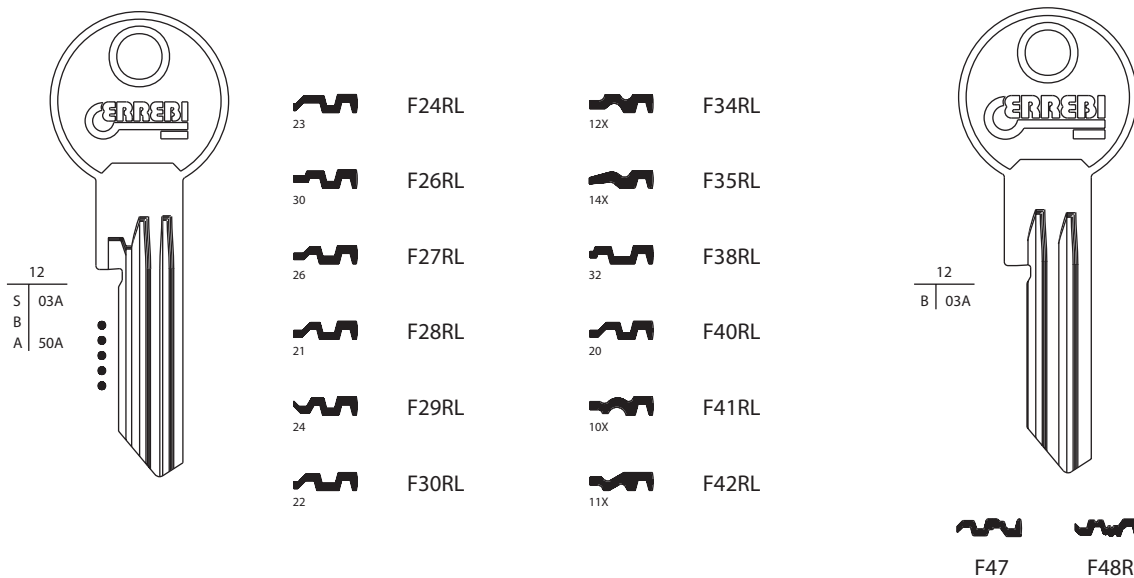 ERREBI
12
S 03A
B
A 50A
23 F24RL
30 F26RL
26 F27RL
21 F28RL
24 F29RL
22 F30RL
12X F34RL
14X F35RL
32 F38RL
20 F40RL
10X F41RL
11X F42RL
ERREBI
12
B 03A
F47
F48R